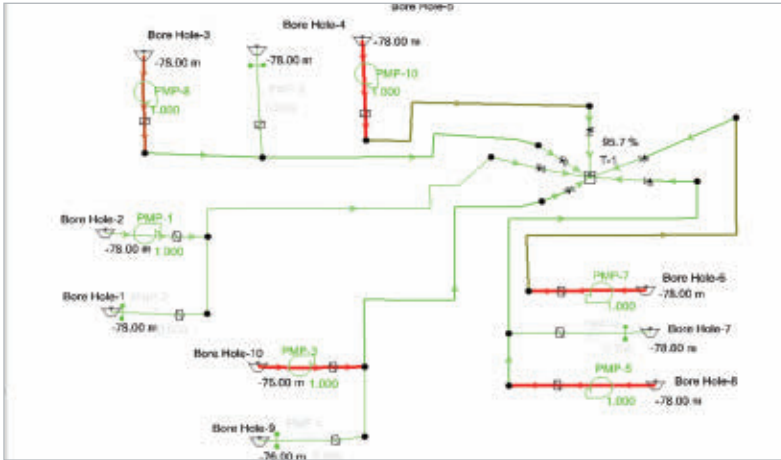 Bore Hole-5
Bore Hole-3
Bore Hole-4
-78.00 m
-78.00 m
-78.00 m
PMP-8
PMP-10
1.000
1.000
95.7 %
T-1
Bore Hole-2
PMP-1
-78.00 m
1.000
Bore Hole-6
PMP-7
-78.00 m
1.000
Bore Hole-1
-78.00 m
Bore Hole-7
-78.00 m
Bore Hole-10
PMP-3
-75.00 m
1.000
PMP-5
Bore Hole-8
1.000
-78.00 m
Bore Hole-9
-76.00 m